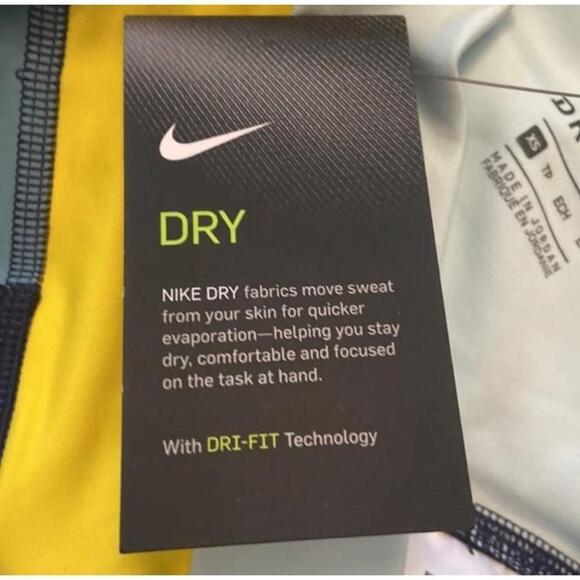 DRY
NIKE DRY fabrics move sweat
from your skin for quicker
evaporation—helping you stay
dry, comfortable and focused
on the task at hand.
With DRI-FIT Technology
XS TP ECH
MADE IN JORDAN
FABRIQUÉ EN JORDANIE